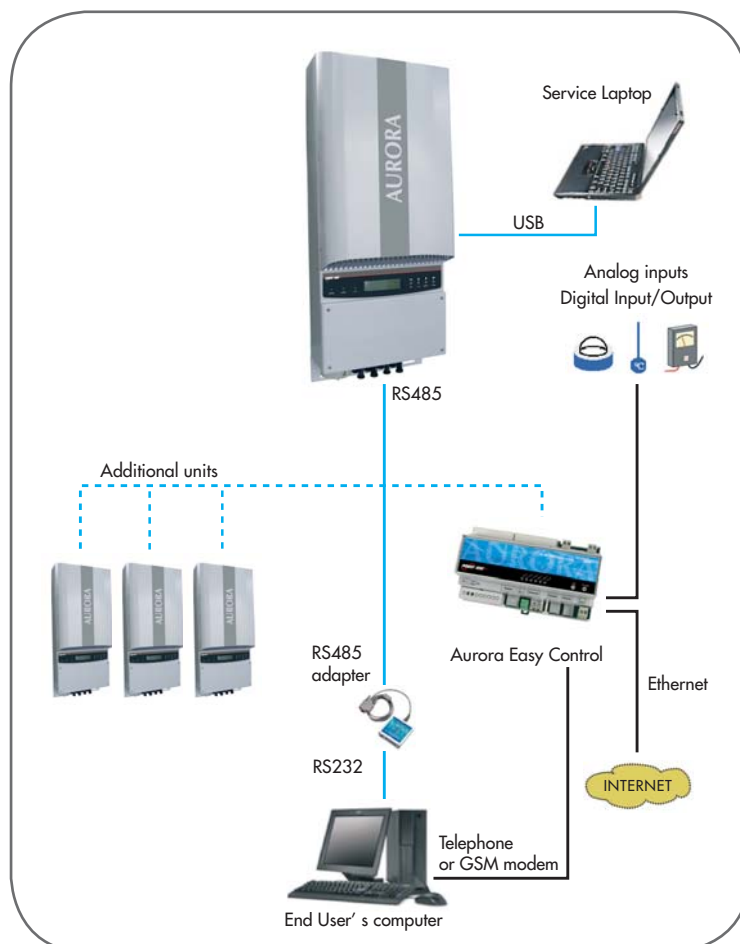 Service Laptop
AURORA
USB
Analog inputs
Digital Input/Output
°C
RS485
Additional units
AURORA
AURORA
AURORA
AURORA
RS485
adapter
Aurora Easy Control
Ethernet
RS232
INTERNET
Telephone
or GSM modem
End User’ s computer